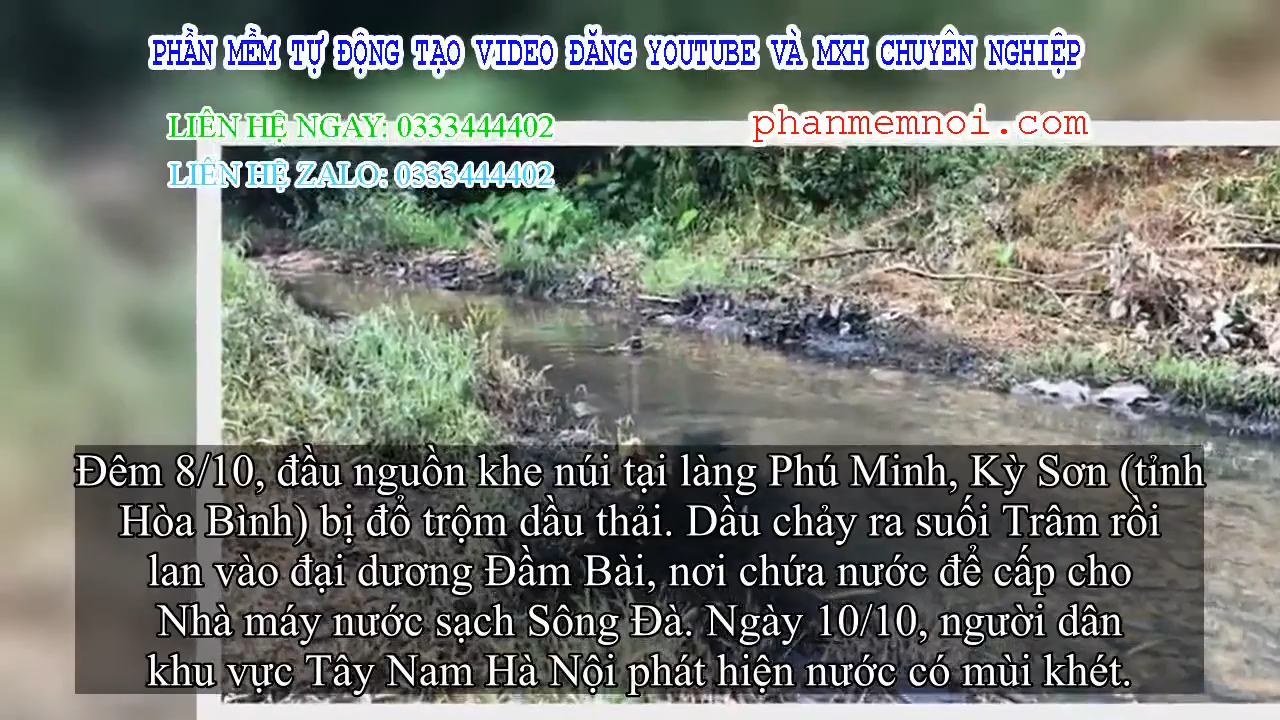 PHẦN MỀM TỰ ĐỘNG TẠO VIDEO ĐĂNG YOUTUBE VÀ MXH CHUYÊN NGHIỆP
LIÊN HỆ NGAY: 0333444402
phanmemnoi.com
LIÊN HỆ ZALO: 0333444402
Đêm 8/10, đầu nguồn khe núi tại làng Phú Minh, Kỳ Sơn (tỉnh
Hòa Bình) bị đổ trộm dầu thải. Dầu chảy ra suối Trâm rồi
lan vào đại dương Đầm Bài, nơi chứa nước để cấp cho
Nhà máy nước sạch Sông Đà. Ngày 10/10, người dân
khu vực Tây Nam Hà Nội phát hiện nước có mùi khét.